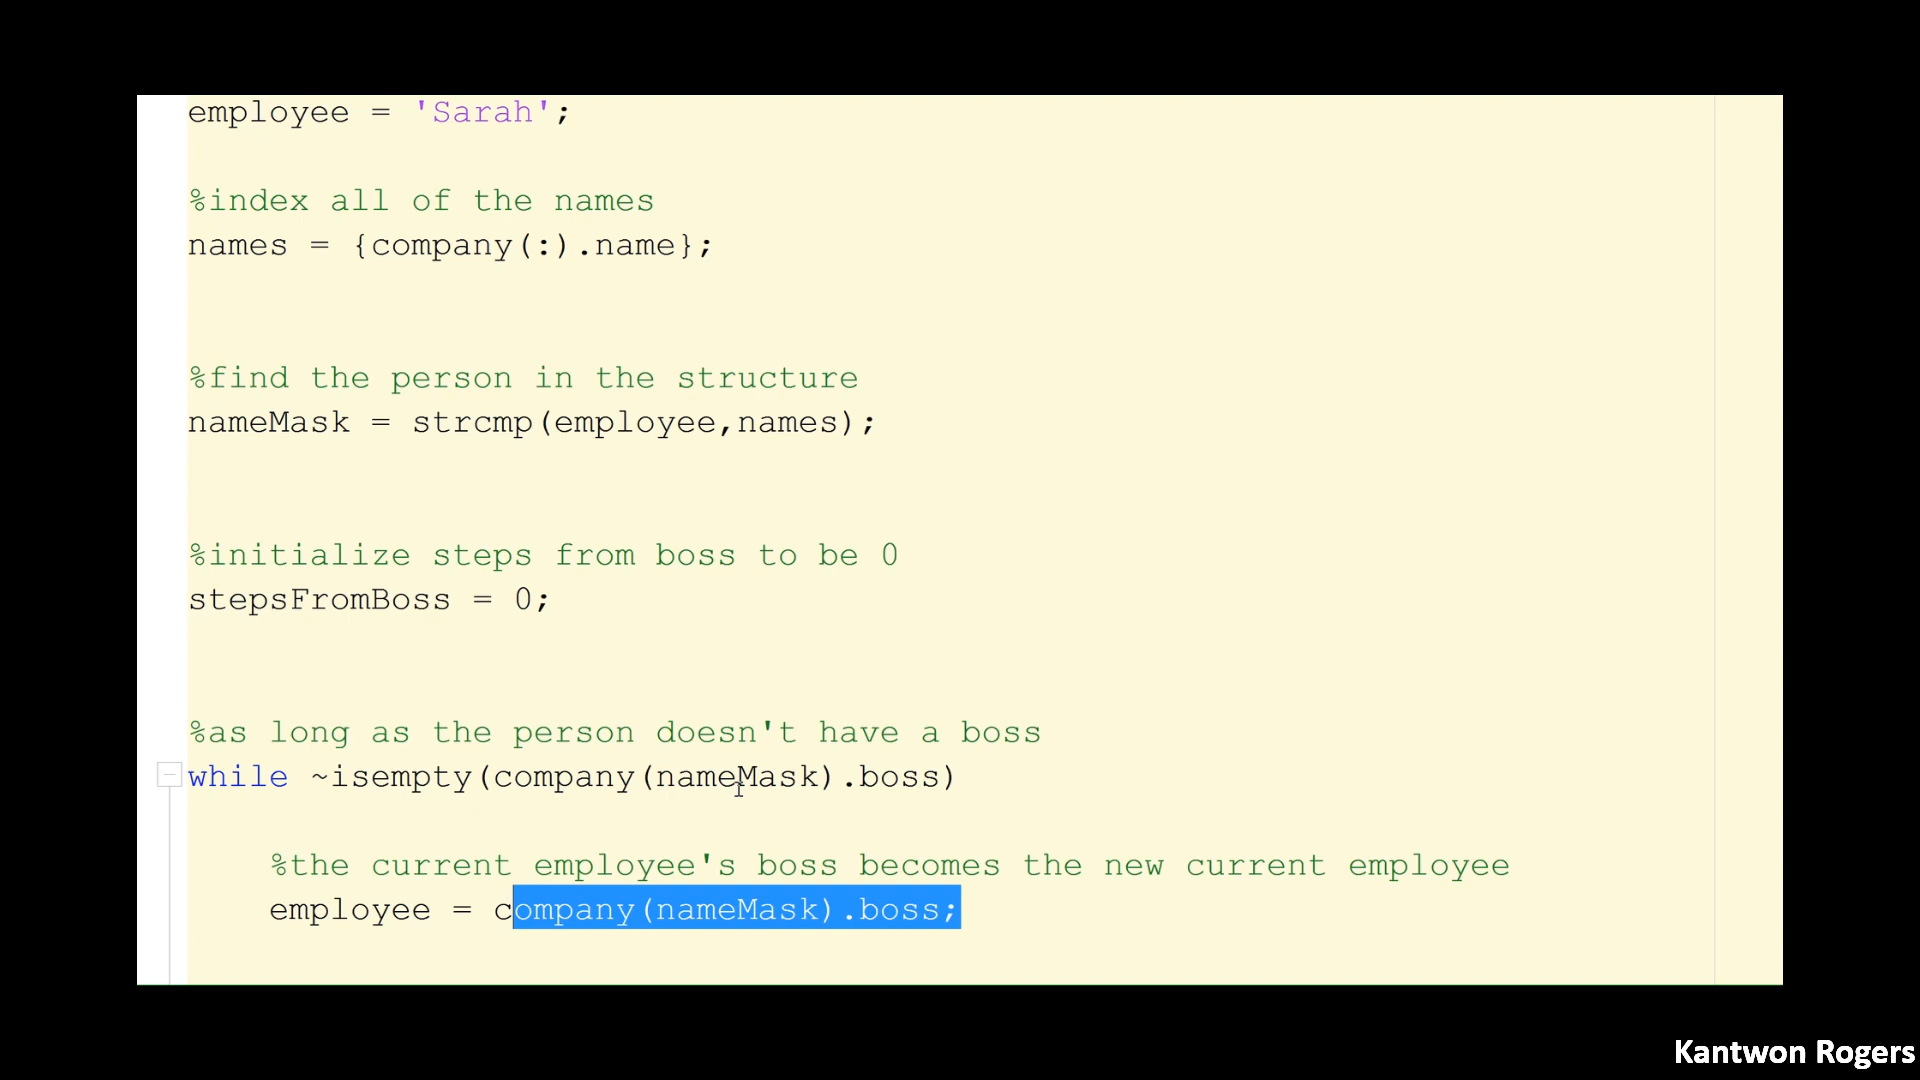 employee = 'Sarah';
%index all of the names
names = {company(:).name};
%find the person in the structure
nameMask = strcmp(employee,names);
%initialize steps from boss to be 0
stepsFromBoss = 0;
%as long as the person doesn't have a boss
while ~isempty(company(nameMask).boss)
%the current employee's boss becomes the new current employee
employee = company(nameMask).boss;
Kantwon Rogers